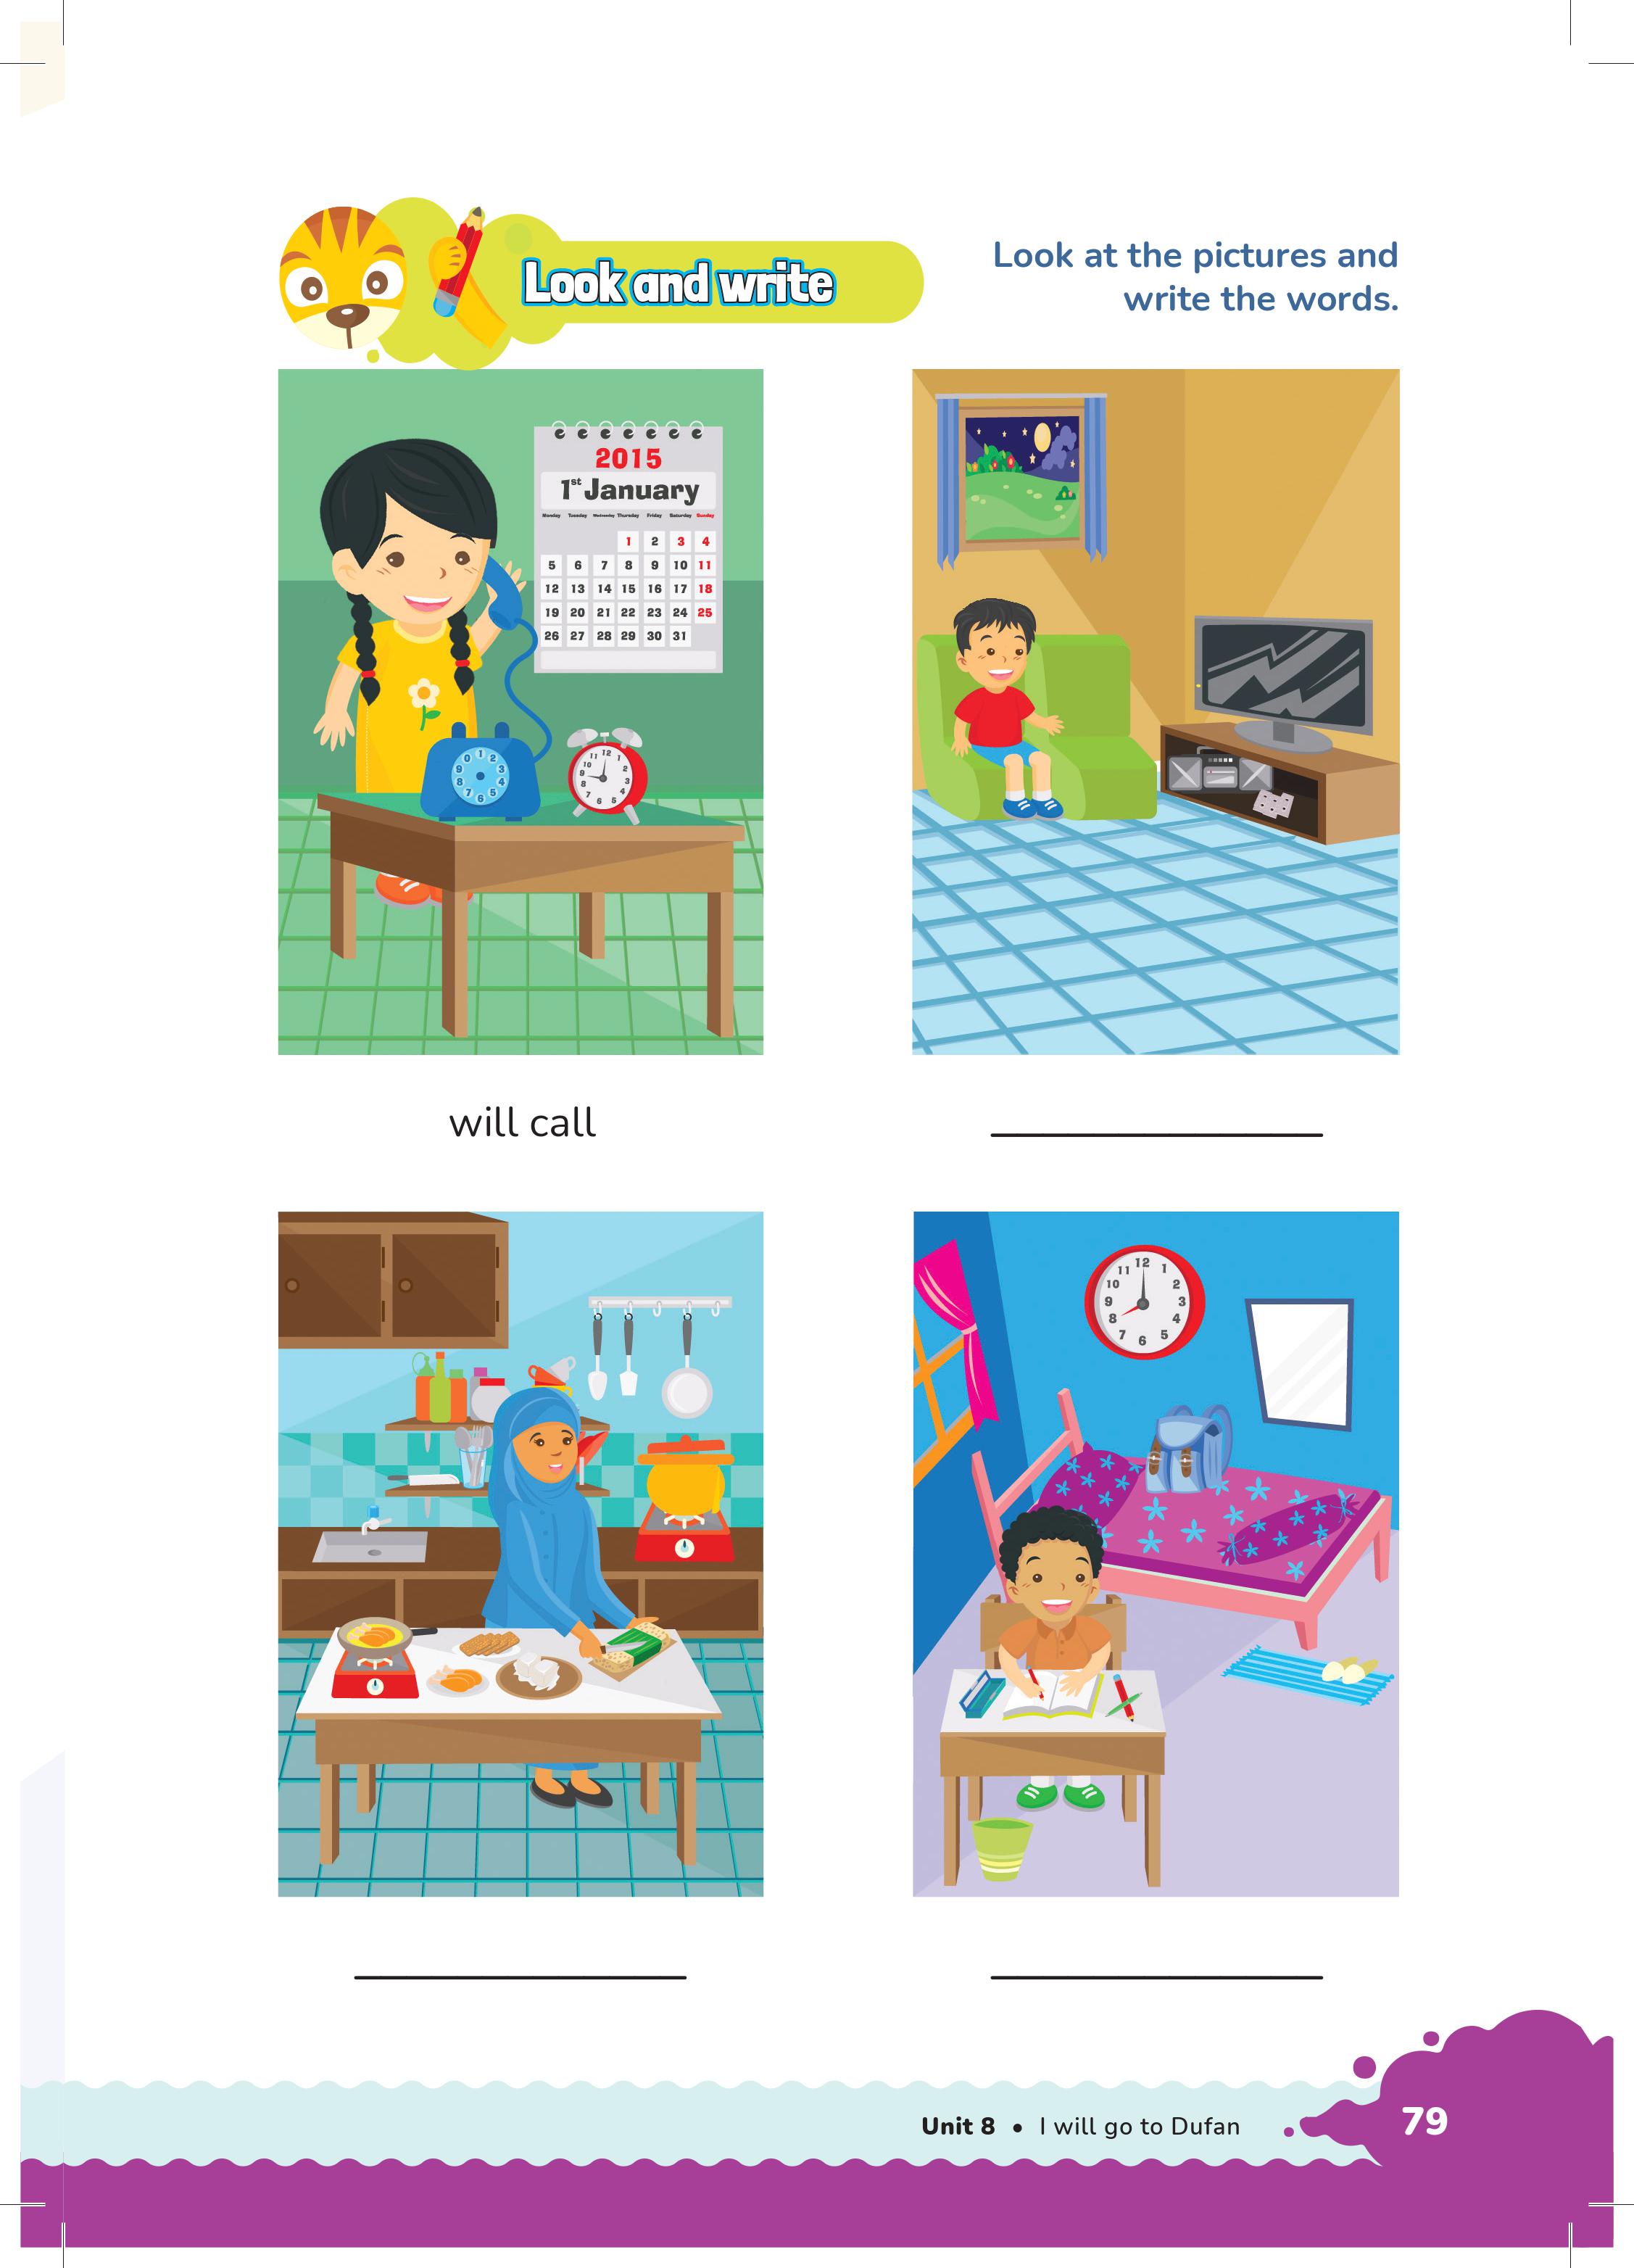 Look and write
Look at the pictures and
write the words.
2015
1st January
Monday Tuesday Wednesday Thursday Friday Saturday Sunday
1 2 3 4
5 6 7 8 9 10 11
12 13 14 15 16 17 18
19 20 21 22 23 24 25
26 27 28 29 30 31
0 1 2 3 4 5 6 7 8 9
12 1 2 3 4 5 6 7 8 9 10 11
will call
12 1 2 3 4 5 6 7 8 9 10 11
Unit 8 • I will go to Dufan
79